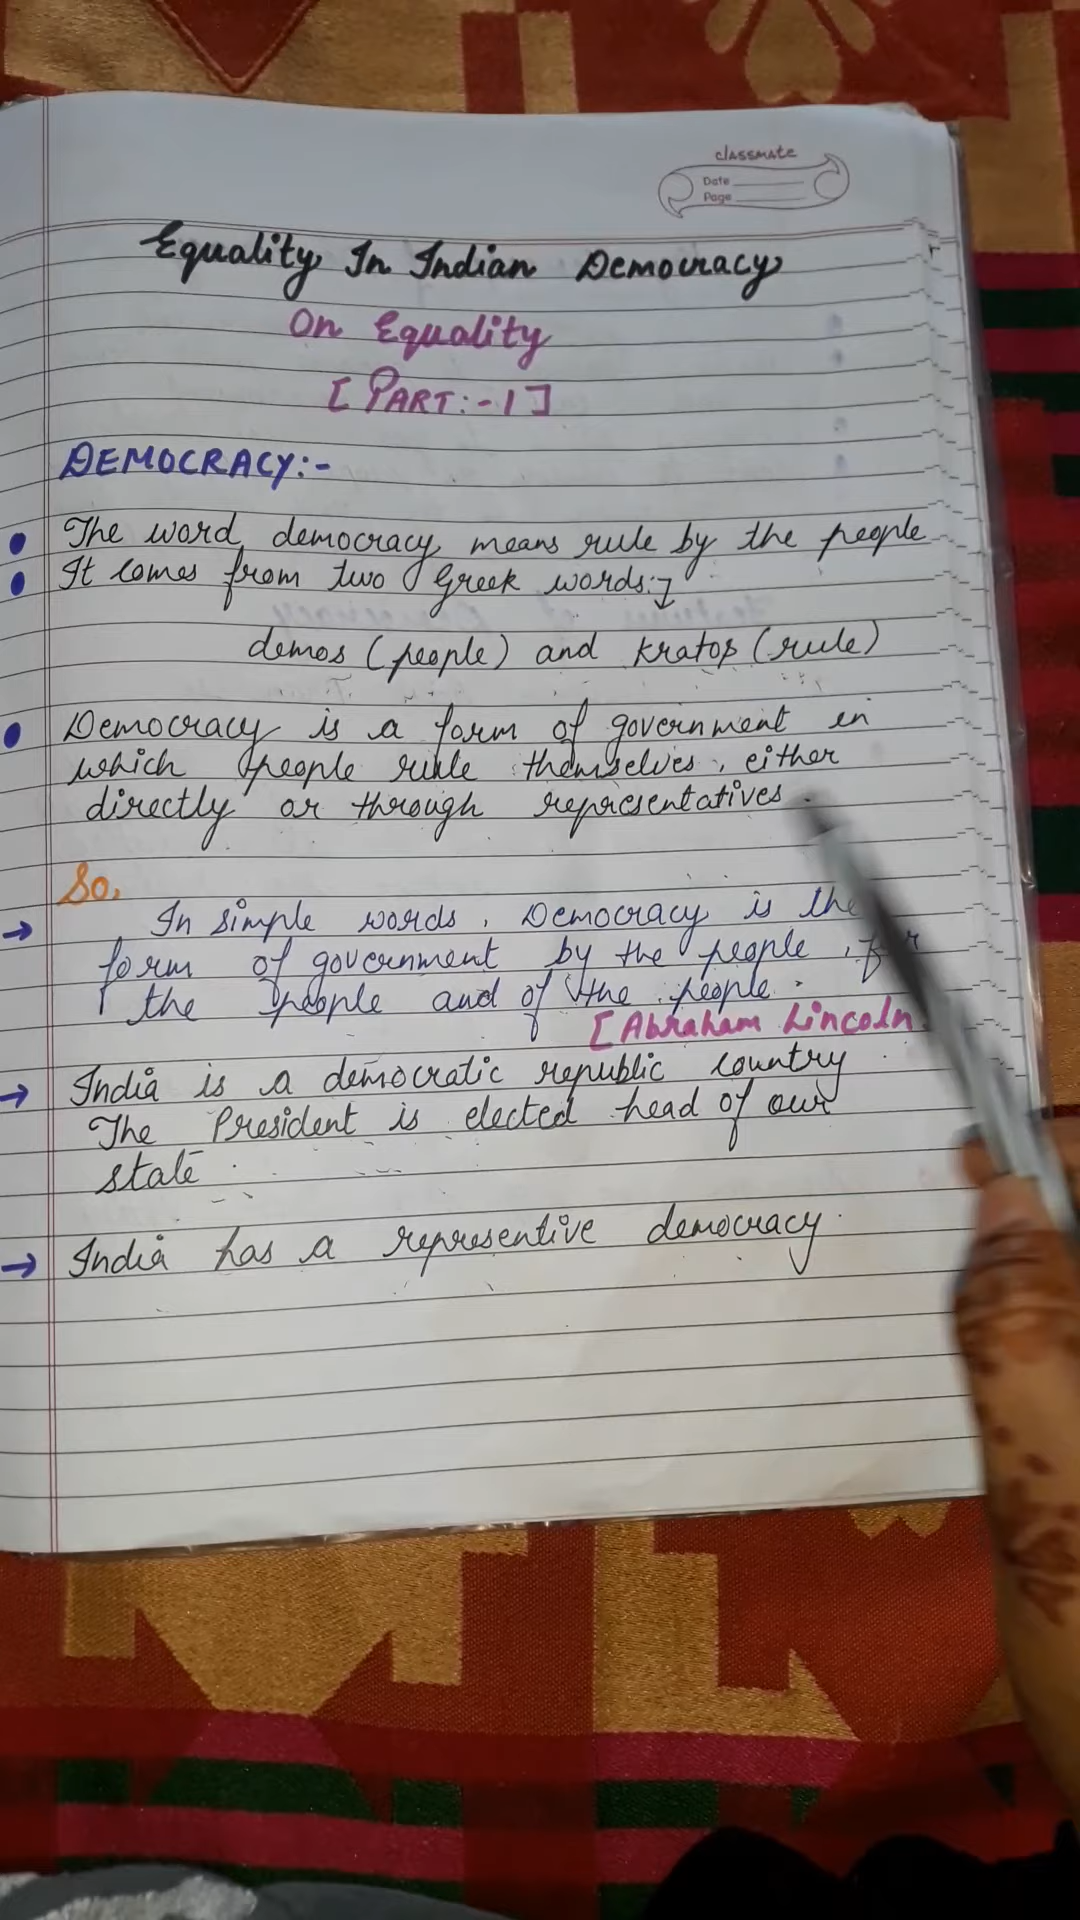 classmate
Date
Page
Equality In Indian Democracy
On Equality
[PART:-1]
DEMOCRACY:-
• The word democracy means rule by the people
• It comes from two Greek words:-
demos (people) and kratos (rule)
• Democracy is a form of government in
which people rule themselves, either
directly or through representatives.
So,
→ In simple words, Democracy is the
form of government by the people, for
the people and of the people.
[Abraham Lincoln
→ India is a democratic republic country.
The President is elected head of our
state.
→ India has a representive democracy.